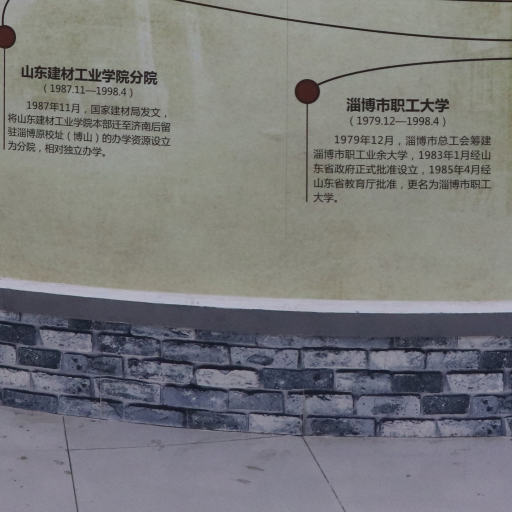 山东建材工业学院分院
（1987.11—1998.4）
1987年11月，国家建材局发文，
将山东建材工业学院本部迁至济南后留
驻淄博原校址（博山）的办学资源设立
为分院，相对独立办学。
淄博市职工大学
（1979.12—1998.4）
1979年12月，淄博市总工会筹建
淄博市职工业余大学，1983年1月经山
东省政府正式批准设立，1985年4月经
山东省教育厅批准，更名为淄博市职工
大学。